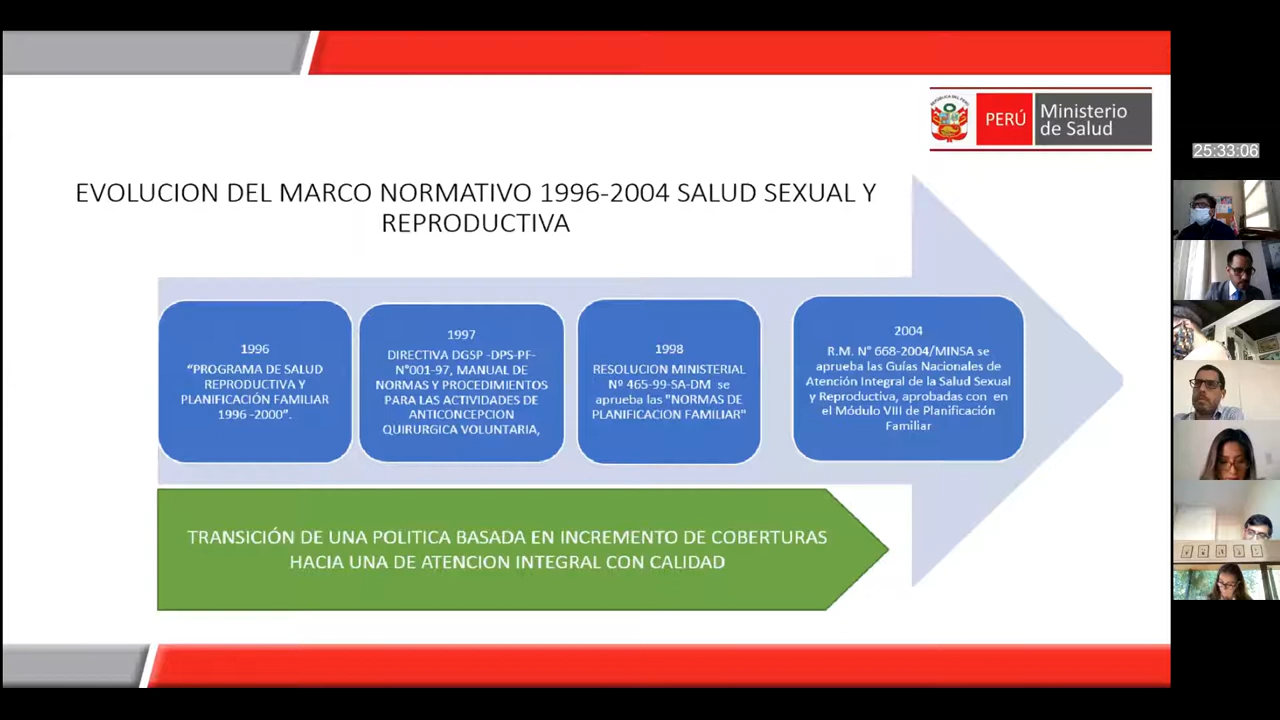 PERÚ
Ministerio
de Salud
25:33:06
EVOLUCION DEL MARCO NORMATIVO 1996-2004 SALUD SEXUAL Y
REPRODUCTIVA
1996
"PROGRAMA DE SALUD
REPRODUCTIVA Y
PLANIFICACIÓN FAMILIAR
1996 -2000".
1997
DIRECTIVA DGSP -DPS-PF-
N°001-97, MANUAL DE
NORMAS Y PROCEDIMIENTOS
PARA LAS ACTIVIDADES DE
ANTICONCEPCION
QUIRURGICA VOLUNTARIA,
1998
RESOLUCION MINISTERIAL
Nº 465-99-SA-DM se
aprueba las "NORMAS DE
PLANIFICACION FAMILIAR"
2004
R.M. N° 668-2004/MINSA se
aprueba las Guías Nacionales de
Atención Integral de la Salud Sexual
y Reproductiva, aprobadas con en
el Módulo VIII de Planificación
Familiar
TRANSICIÓN DE UNA POLITICA BASADA EN INCREMENTO DE COBERTURAS
HACIA UNA DE ATENCION INTEGRAL CON CALIDAD